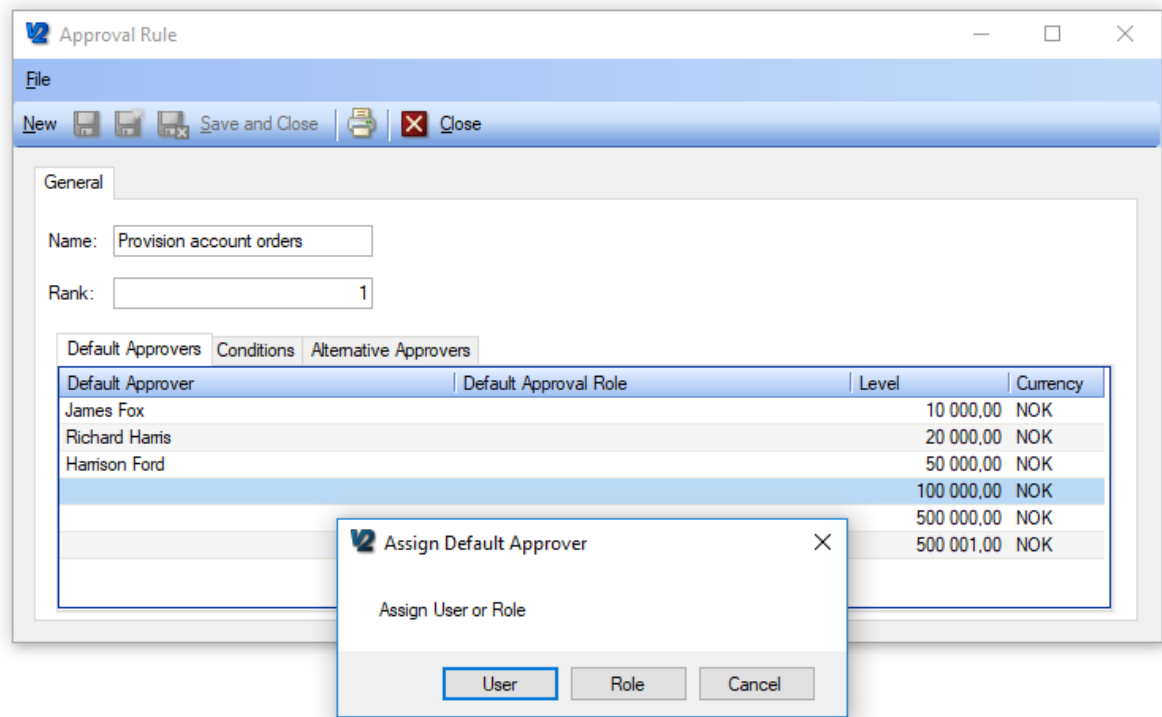 V2 Approval Rule
File
New Save and Close Close
General
Name: Provision account orders
Rank: 1
Default Approvers Conditions Alternative Approvers
Default Approver Default Approval Role Level Currency
James Fox 10 000,00 NOK
Richard Harris 20 000,00 NOK
Harrison Ford 50 000,00 NOK
100 000,00 NOK
500 000,00 NOK
500 001,00 NOK
V2 Assign Default Approver
Assign User or Role
User Role Cancel